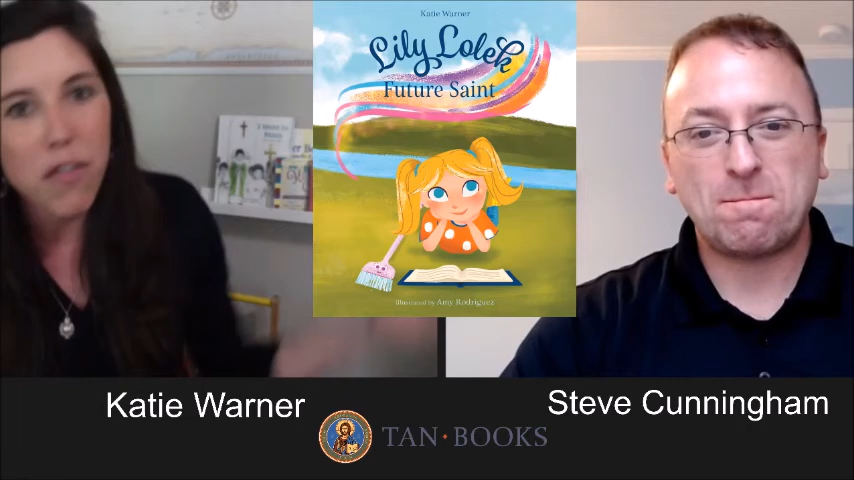 Katie Warner
Lily Lolek
Future Saint
Illustrated by Amy Rodriguez
Katie Warner
Steve Cunningham
TAN · BOOKS